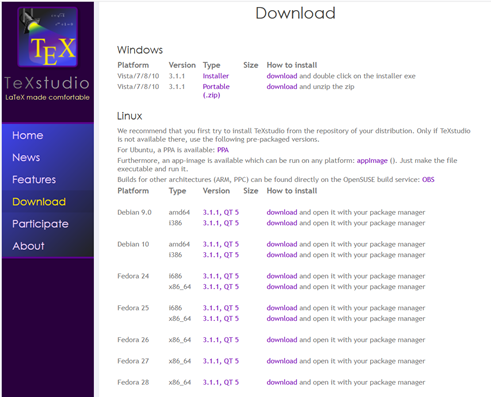 Download
TEX
TeXstudio
LaTeX made comfortable
Home
News
Features
Download
Participate
About
Windows
Platform Version Type Size How to install
Vista/7/8/10 3.1.1 Installer download and double click on the installer exe
Vista/7/8/10 3.1.1 Portable download and unzip the zip
(.zip)
Linux
We recommend that you first try to install TeXstudio from the repository of your distribution. Only if TeXstudio
is not available there, use the following pre-packaged versions.
For Ubuntu, a PPA is available: PPA
Furthermore, an app-image is available which can be run on any platform: appImage (). Just make the file
executable and run it.
Builds for other architectures (ARM, PPC) can be found directly on the OpenSUSE build service: OBS
Platform Type Version Size How to install
Debian 9.0 amd64 3.1.1, QT 5 download and open it with your package manager
i386 3.1.1, QT 5 download and open it with your package manager
Debian 10 amd64 3.1.1, QT 5 download and open it with your package manager
i386 3.1.1, QT 5 download and open it with your package manager
Fedora 24 i686 3.1.1, QT 5 download and open it with your package manager
x86_64 3.1.1, QT 5 download and open it with your package manager
Fedora 25 i686 3.1.1, QT 5 download and open it with your package manager
x86_64 3.1.1, QT 5 download and open it with your package manager
Fedora 26 x86_64 3.1.1, QT 5 download and open it with your package manager
Fedora 27 x86_64 3.1.1, QT 5 download and open it with your package manager
Fedora 28 x86_64 3.1.1, QT 5 download and open it with your package manager